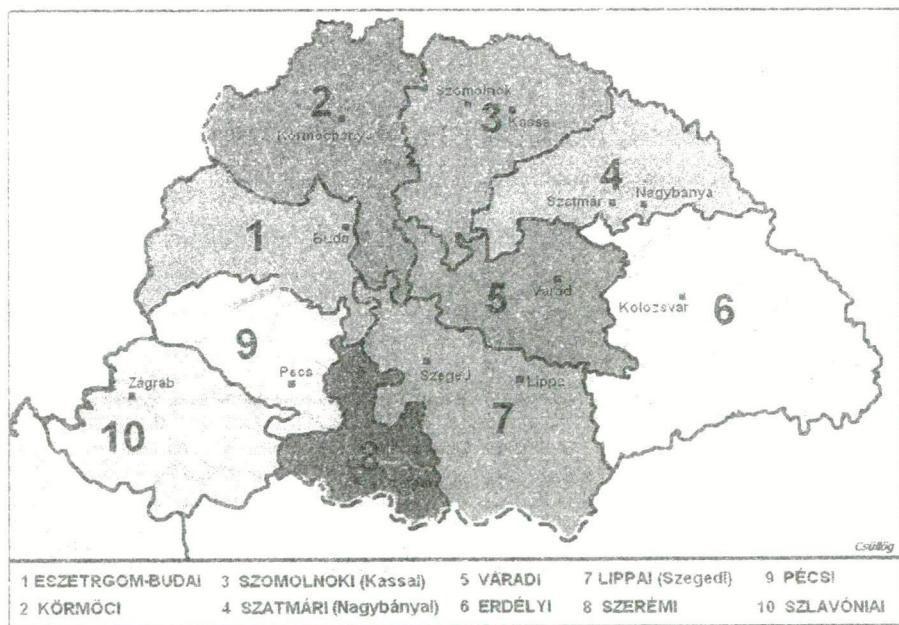 2
Szomolnok
3
Kassa
Körmöcbánya
4
Szatmár
Nagybánya
1
Buda
5
Várad
6
Kolozsvár
9
Pécs
Szeged
Lippa
Zágráb
10
7
8
Csüllög
1 ESZETRGOM-BUDAI 3 SZOMOLNOKI (Kassai) 5 VÁRADI 7 LIPPAI (Szegedi) 9 PÉCSI
2 KÖRMÖCI 4 SZATMÁRI (Nagybányai) 6 ERDÉLYI 8 SZERÉMI 10 SZLAVÓNIAI